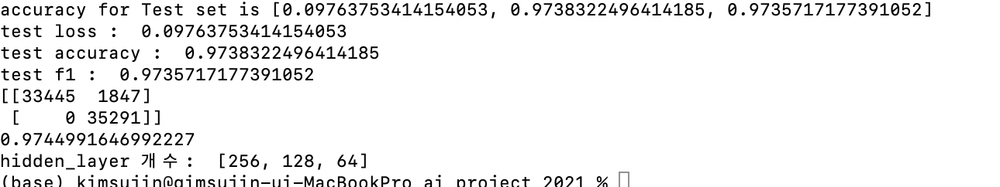 accuracy for Test set is [0.09763753414154053, 0.9738322496414185, 0.9735717177391052]
test loss :  0.09763753414154053
test accuracy :  0.9738322496414185
test f1 :  0.9735717177391052
[[33445  1847]
 [    0 35291]]
0.9744991646992227
hidden_layer 개수 :  [256, 128, 64]
(base) kimsujin@gimsujin-ui-MacBookPro ai_project_2021 %